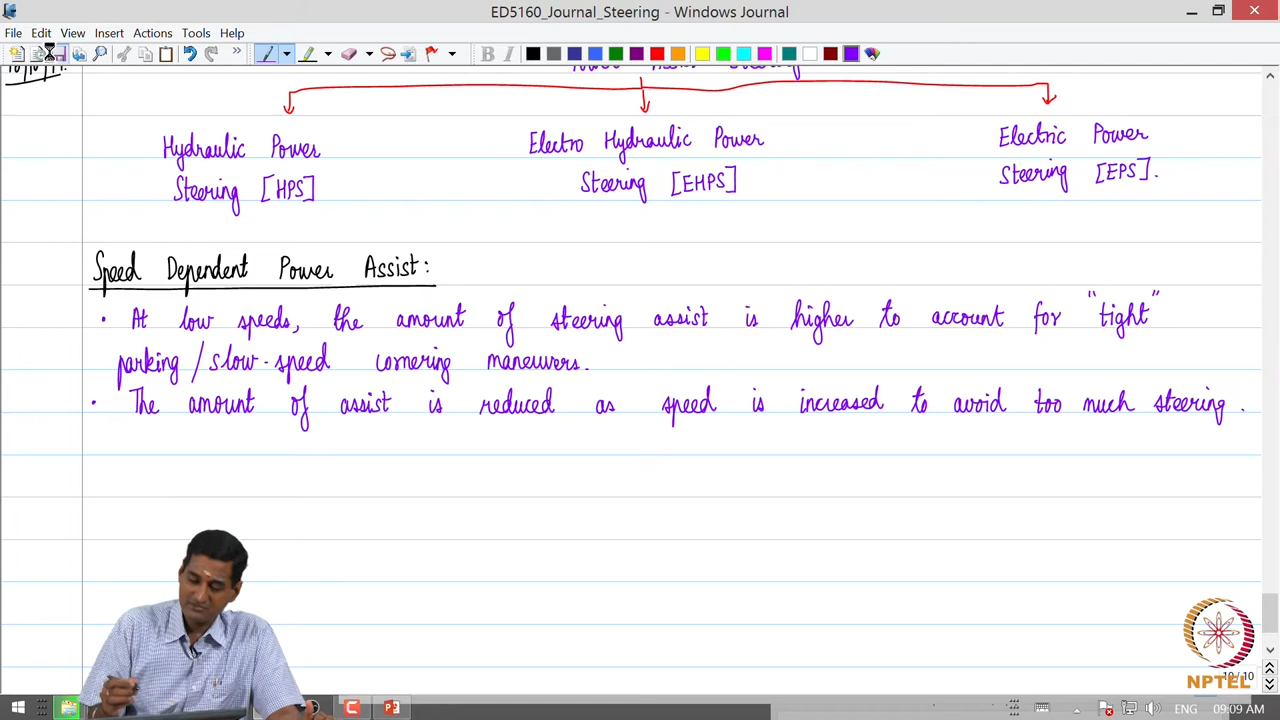 ED5160_Journal_Steering - Windows Journal
File Edit View Insert Actions Tools Help
Hydraulic Power
Steering [HPS]
Electro Hydraulic Power
Steering [EHPS]
Electric Power
Steering [EPS].
Speed Dependent Power Assist:
• At low speeds, the amount of steering assist is higher to account for "tight"
parking/slow-speed cornering maneuvers.
• The amount of assist is reduced as speed is increased to avoid too much steering.
NPTEL
10/10
ENG 09:09 AM